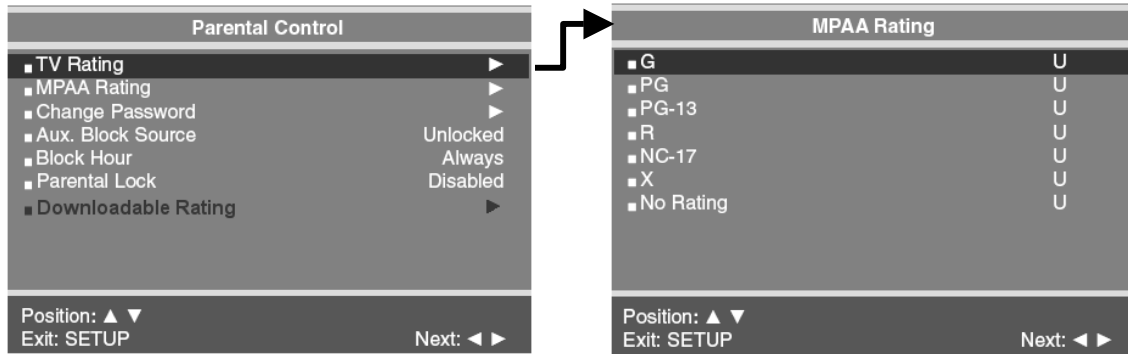 Parental Control
TV Rating ►
MPAA Rating ►
Change Password ►
Aux. Block Source Unlocked
Block Hour Always
Parental Lock Disabled
Downloadable Rating ►
Position: ▲ ▼
Exit: SETUP Next: ◄ ►
MPAA Rating
G U
PG U
PG-13 U
R U
NC-17 U
X U
No Rating U
Position: ▲ ▼
Exit: SETUP Next: ◄ ►